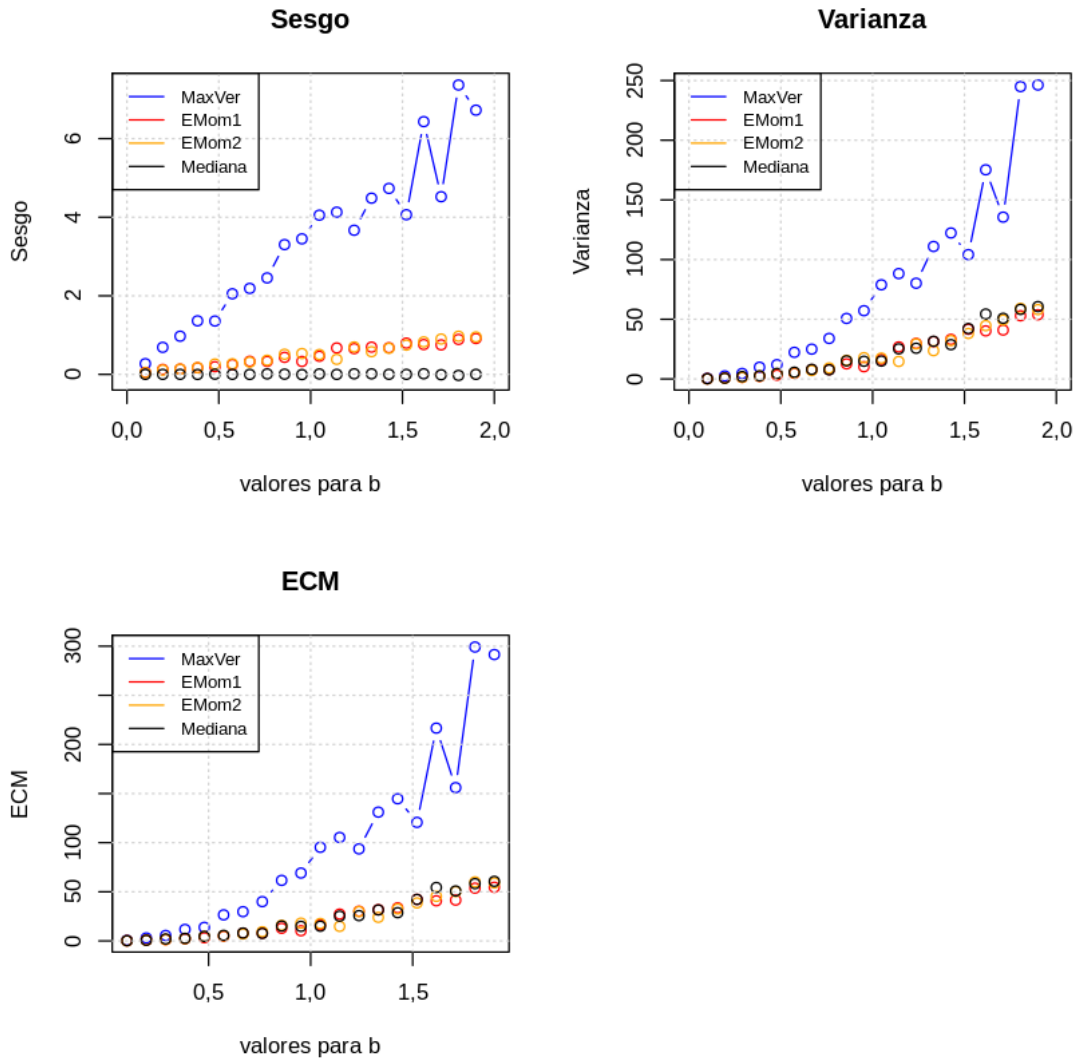 Sesgo
MaxVer
EMom1
EMom2
Mediana
Sesgo
6
4
2
0
0,0 0,5 1,0 1,5 2,0
valores para b
Varianza
MaxVer
EMom1
EMom2
Mediana
Varianza
250
200
150
100
50
0
0,0 0,5 1,0 1,5 2,0
valores para b
ECM
MaxVer
EMom1
EMom2
Mediana
ECM
300
200
100
50
0
0,5 1,0 1,5
valores para b